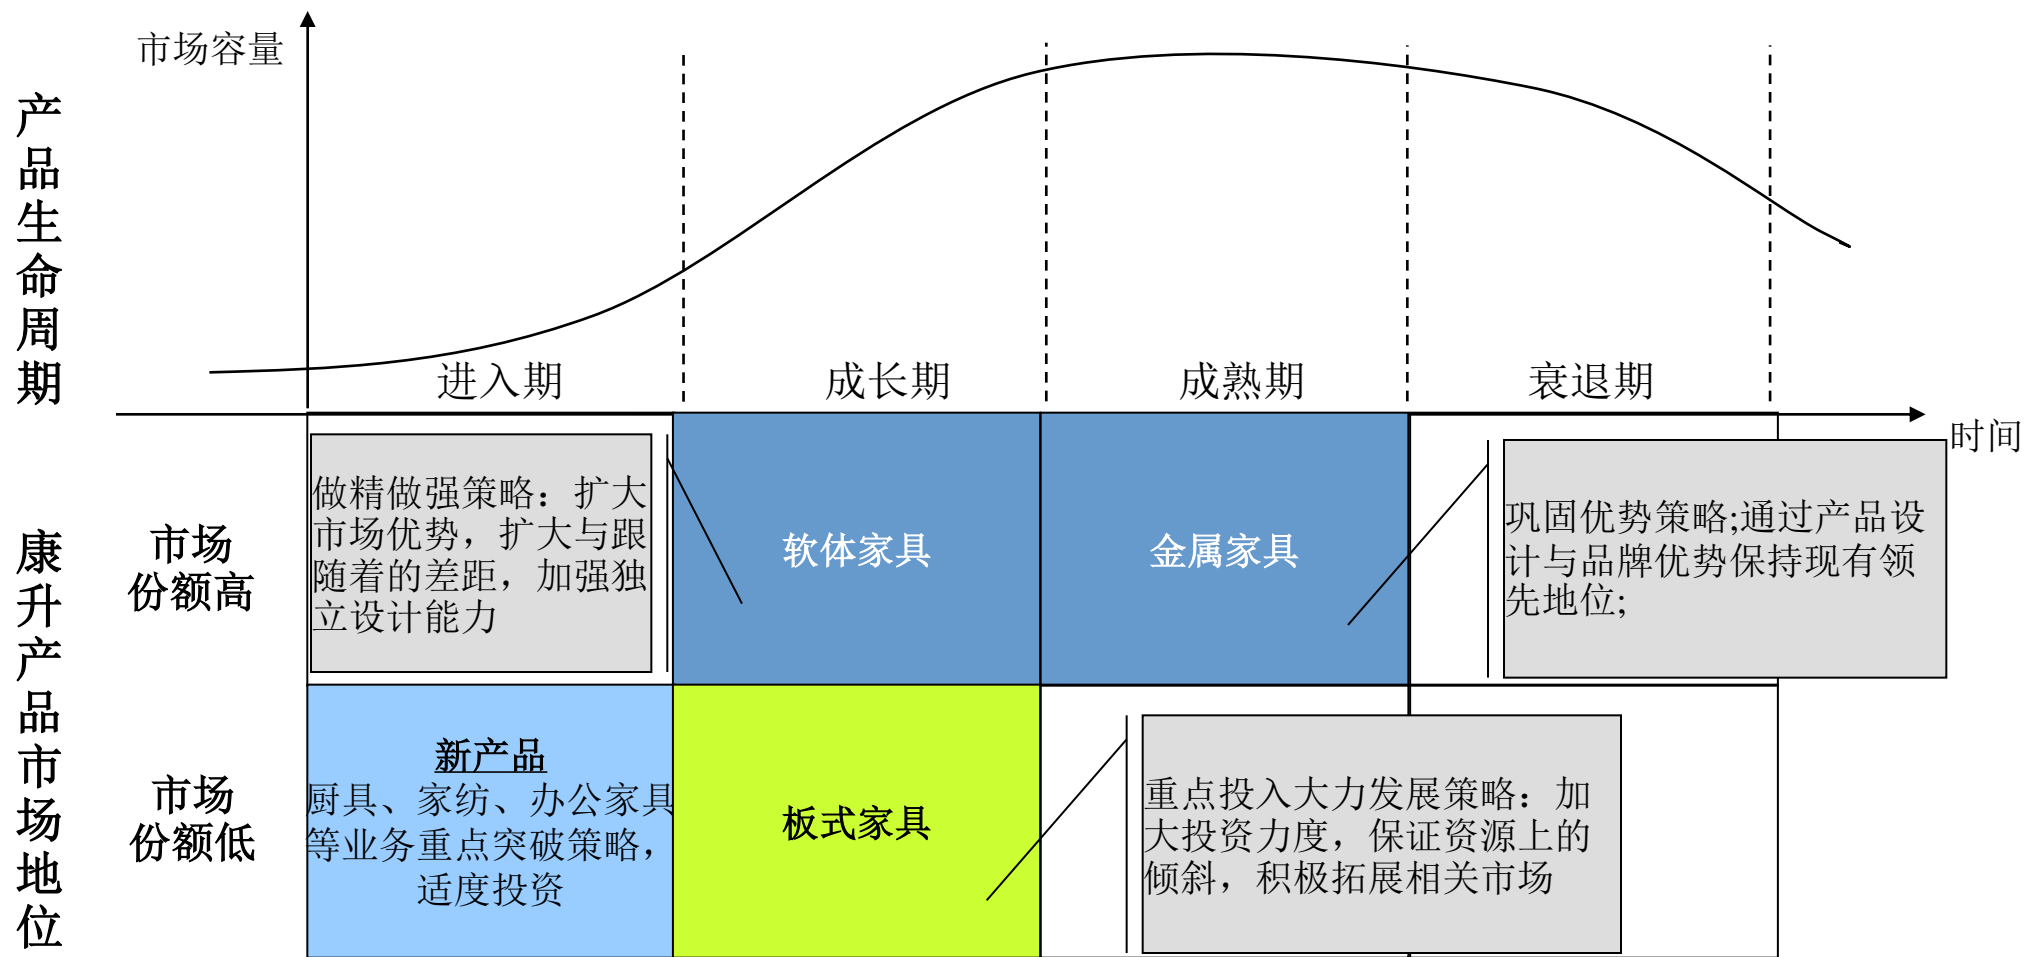 市场容量
产品生命周期
进入期
成长期
成熟期
衰退期
时间
康升产品市场地位
市场
份额高
做精做强策略：扩大
市场优势，扩大与跟
随着的差距，加强独
立设计能力
软体家具
金属家具
巩固优势策略;通过产品设
计与品牌优势保持现有领
先地位;
市场
份额低
新产品
厨具、家纺、办公家具
等业务重点突破策略，
适度投资
板式家具
重点投入大力发展策略：加
大投资力度，保证资源上的
倾斜，积极拓展相关市场